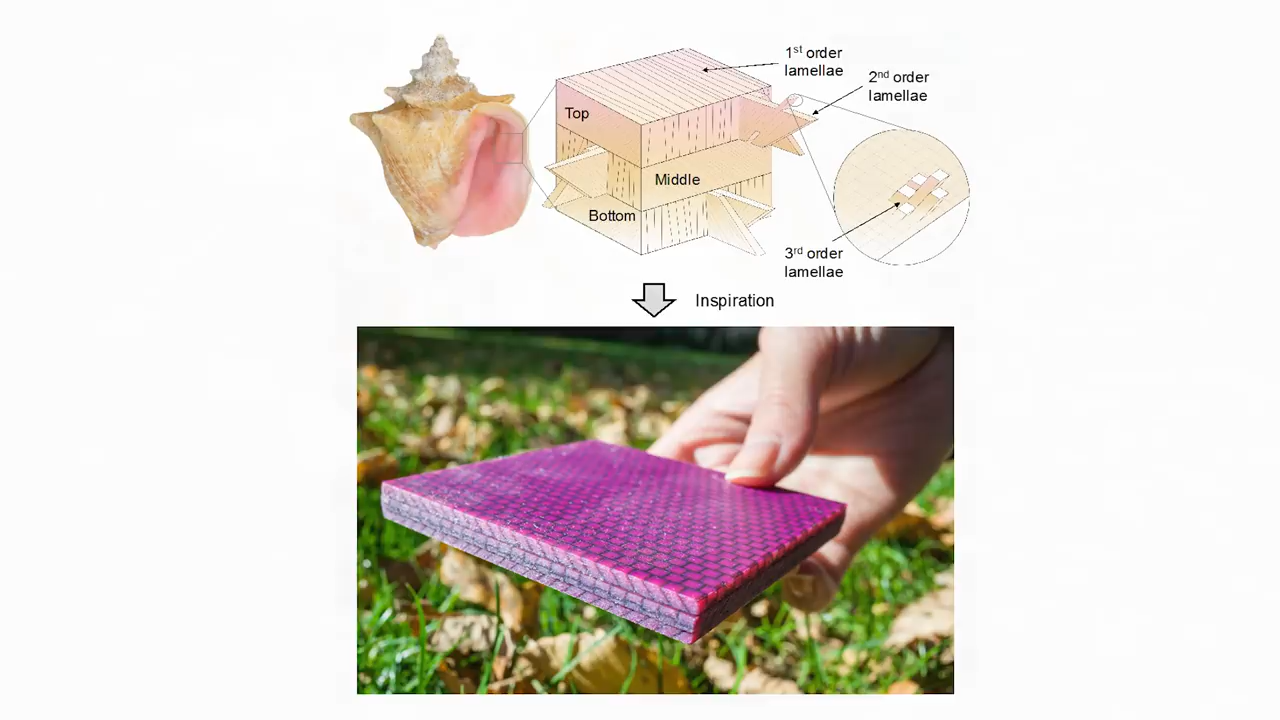 1st order
lamellae
2nd order
lamellae
Top
Middle
Bottom
3rd order
lamellae
Inspiration